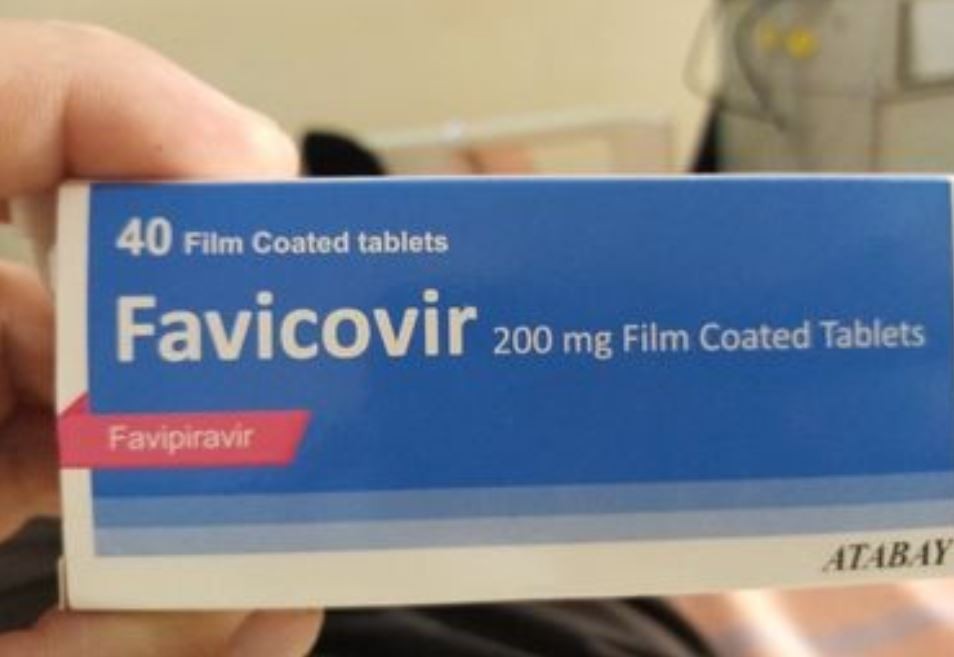 40 Film Coated tablets
Favicovir 200 mg Film Coated Tablets
Favipiravir
ATABAY